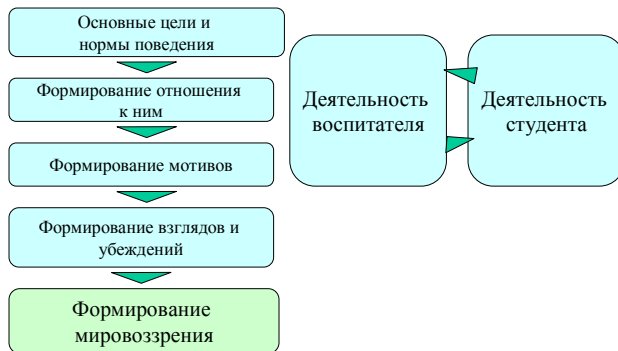 Основные цели и
нормы поведения
Формирование отношения
к ним
Формирование мотивов
Формирование взглядов и
убеждений
Формирование
мировоззрения
Деятельность
воспитателя
Деятельность
студента